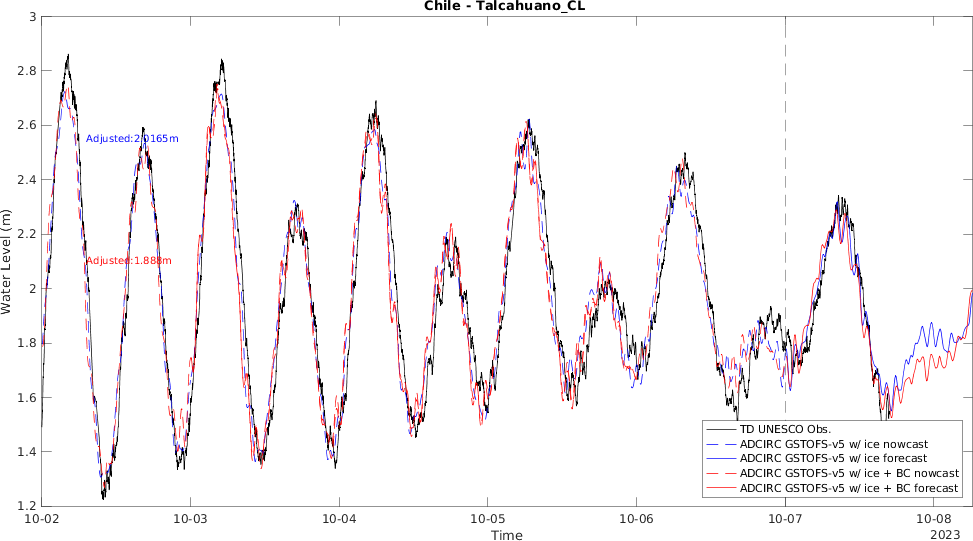 Chile - Talcahuano_CL
3
2.8
2.6
2.4
2.2
2
1.8
1.6
1.4
1.2
Water Level (m)
Adjusted:2.0165m
Adjusted:1.888m
TD UNESCO Obs.
ADCIRC GSTOFS-v5 w/ ice nowcast
ADCIRC GSTOFS-v5 w/ ice forecast
ADCIRC GSTOFS-v5 w/ ice + BC nowcast
ADCIRC GSTOFS-v5 w/ ice + BC forecast
10-02 10-03 10-04 10-05 10-06 10-07 10-08
Time
2023